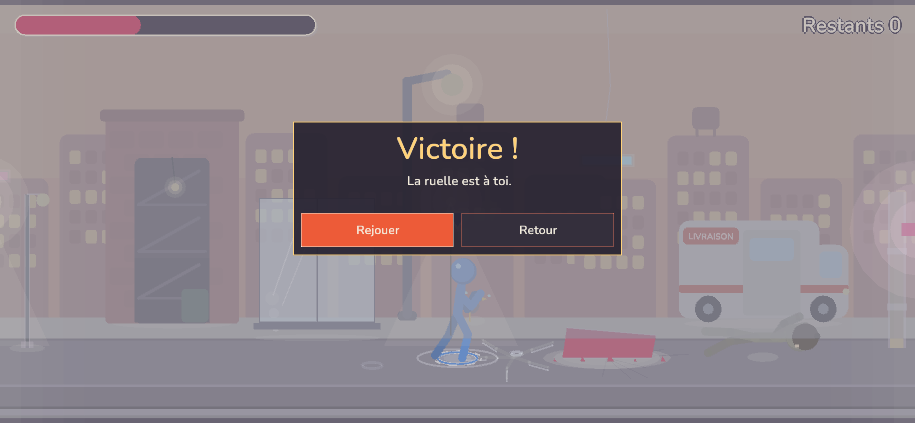 Restants 0
Victoire !
La ruelle est à toi.
Rejouer
Retour
LIVRAISON